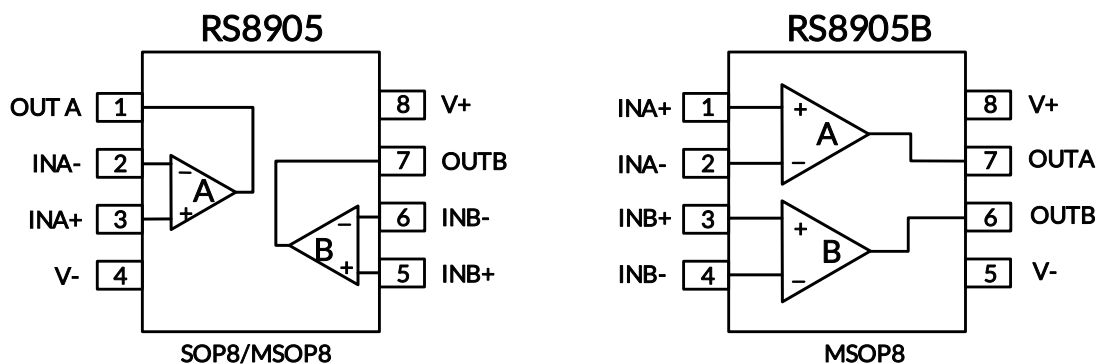 RS8905
OUT A 1
8 V+
INA- 2
7 OUTB
A
−
+
INA+ 3
6 INB-
B
−
+
V- 4
5 INB+
SOP8/MSOP8
RS8905B
INA+ 1
8 V+
+
A
−
INA- 2
7 OUTA
INB+ 3
6 OUTB
+
B
−
INB- 4
5 V-
MSOP8